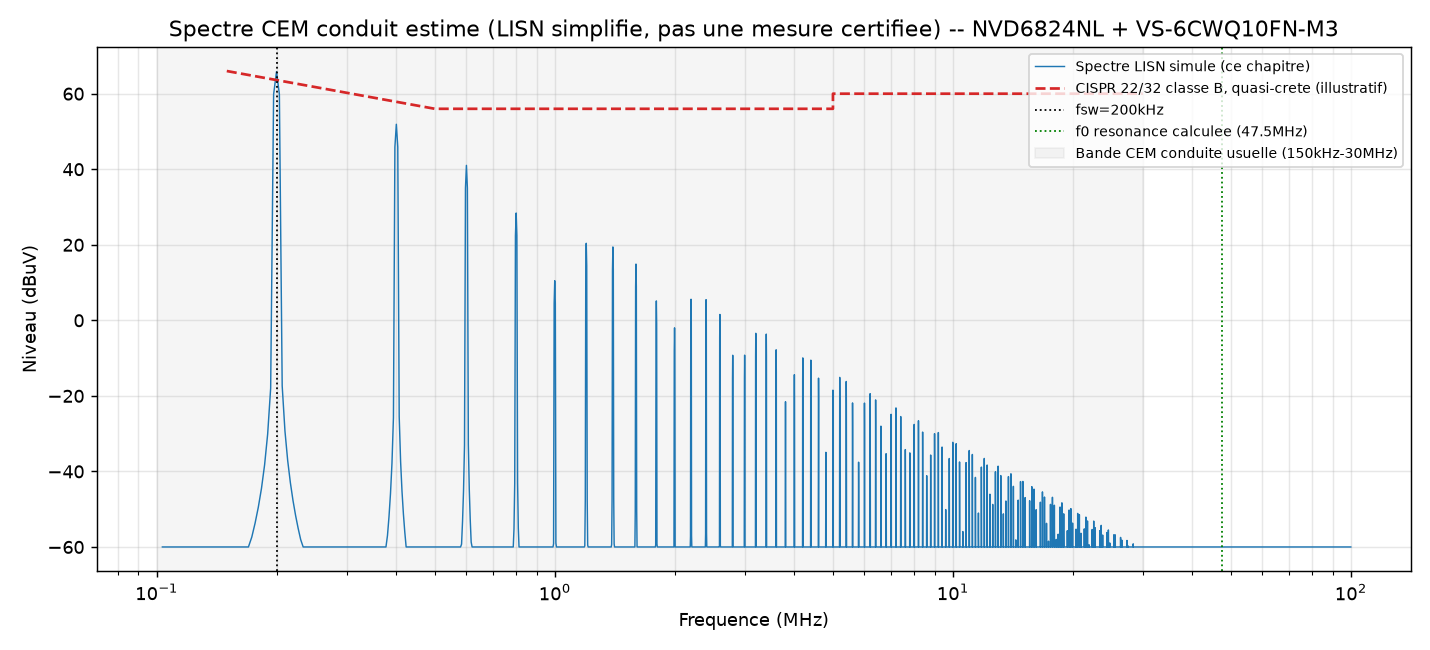 Spectre CEM conduit estime (LISN simplifie, pas une mesure certifiee) -- NVD6824NL + VS-6CWQ10FN-M3
Spectre LISN simule (ce chapitre)
CISPR 22/32 classe B, quasi-crete (illustratif)
fsw=200kHz
f0 resonance calculee (47.5MHz)
Bande CEM conduite usuelle (150kHz-30MHz)
Niveau (dBuV)
60
40
20
0
−20
−40
−60
10⁻¹ 10⁰ 10¹ 10²
Frequence (MHz)